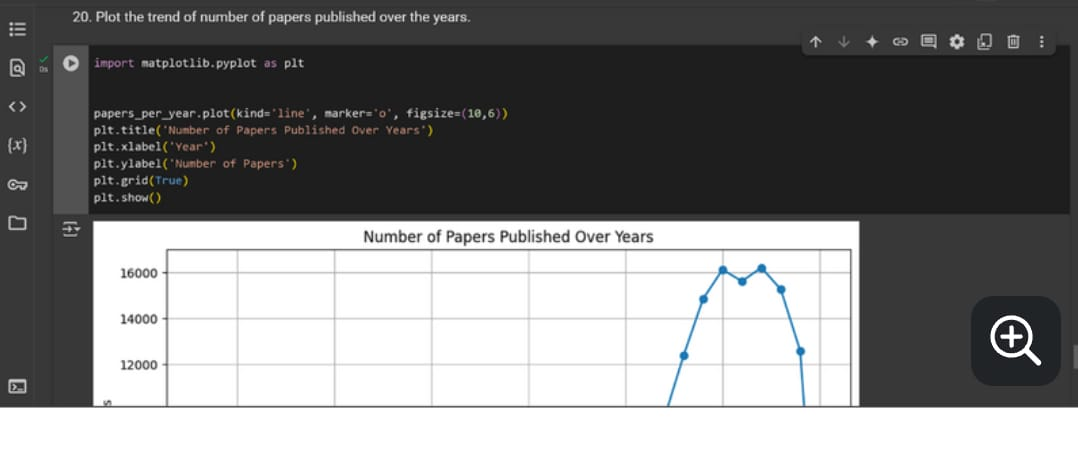 20. Plot the trend of number of papers published over the years.
0s
import matplotlib.pyplot as plt
papers_per_year.plot(kind='line', marker='o', figsize=(10,6))
plt.title('Number of Papers Published Over Years')
plt.xlabel('Year')
plt.ylabel('Number of Papers')
plt.grid(True)
plt.show()
Number of Papers Published Over Years
16000
14000
12000
s